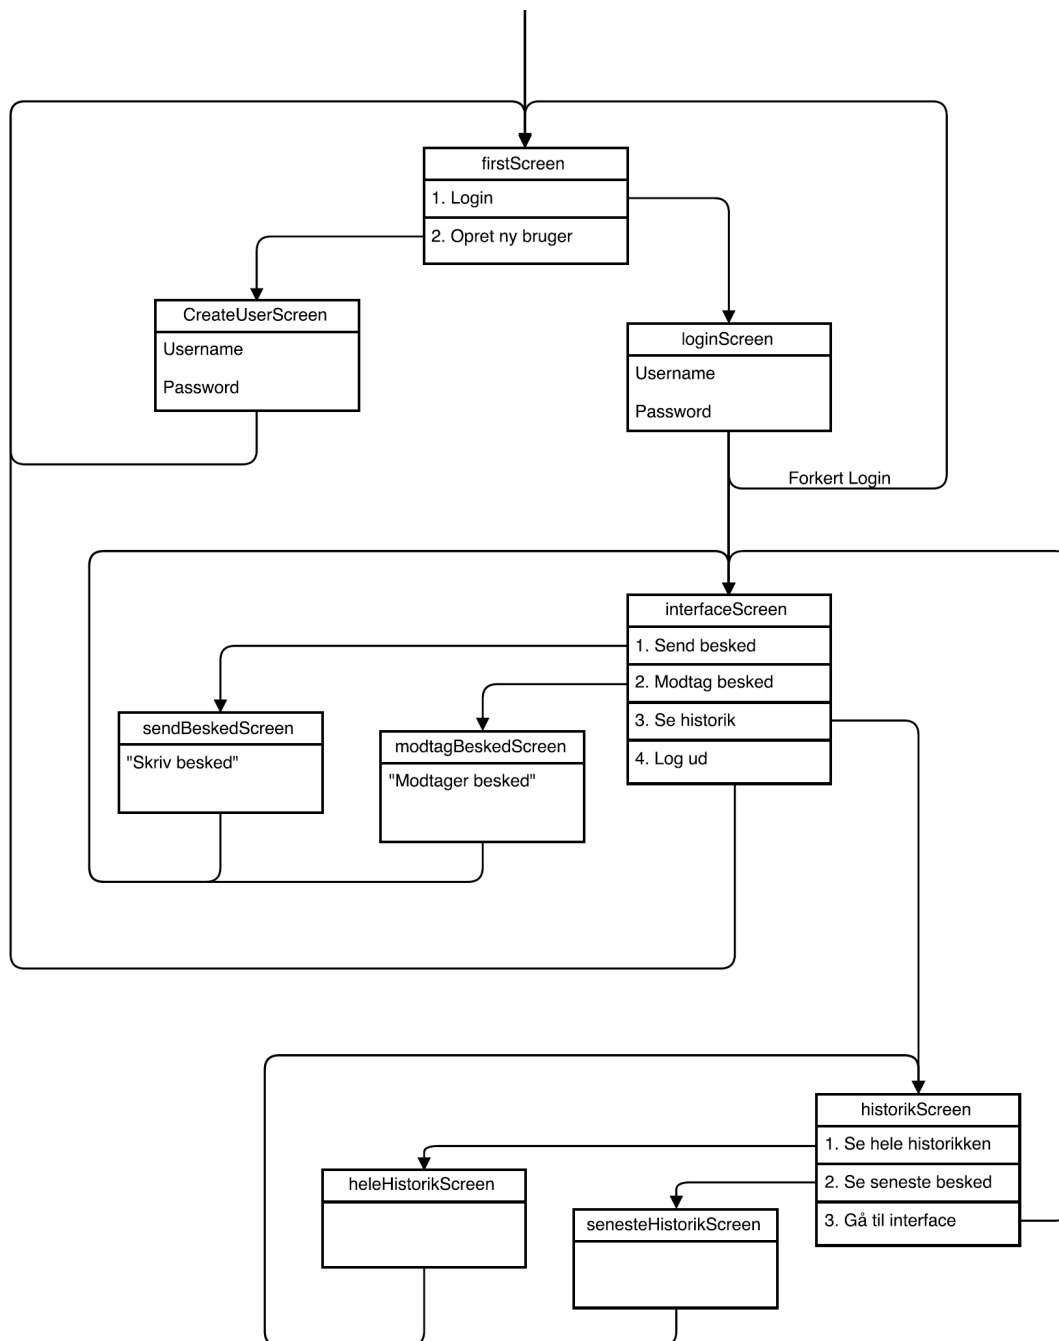 firstScreen
1. Login
2. Opret ny bruger
CreateUserScreen
Username
Password
loginScreen
Username
Password
Forkert Login
interfaceScreen
1. Send besked
2. Modtag besked
3. Se historik
4. Log ud
sendBeskedScreen
"Skriv besked"
modtagBeskedScreen
"Modtager besked"
historikScreen
1. Se hele historikken
2. Se seneste besked
3. Gå til interface
heleHistorikScreen
senesteHistorikScreen